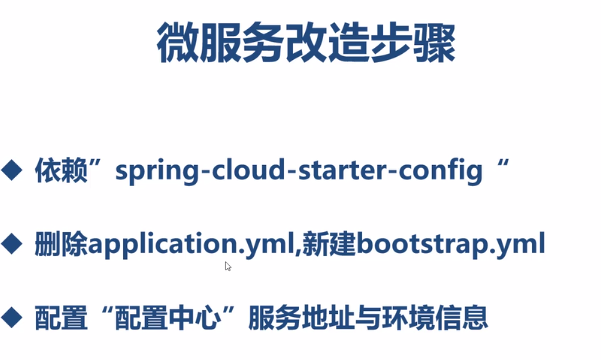 微服务改造步骤
◆ 依赖”spring-cloud-starter-config“
◆ 删除application.yml,新建bootstrap.yml
◆ 配置“配置中心”服务地址与环境信息